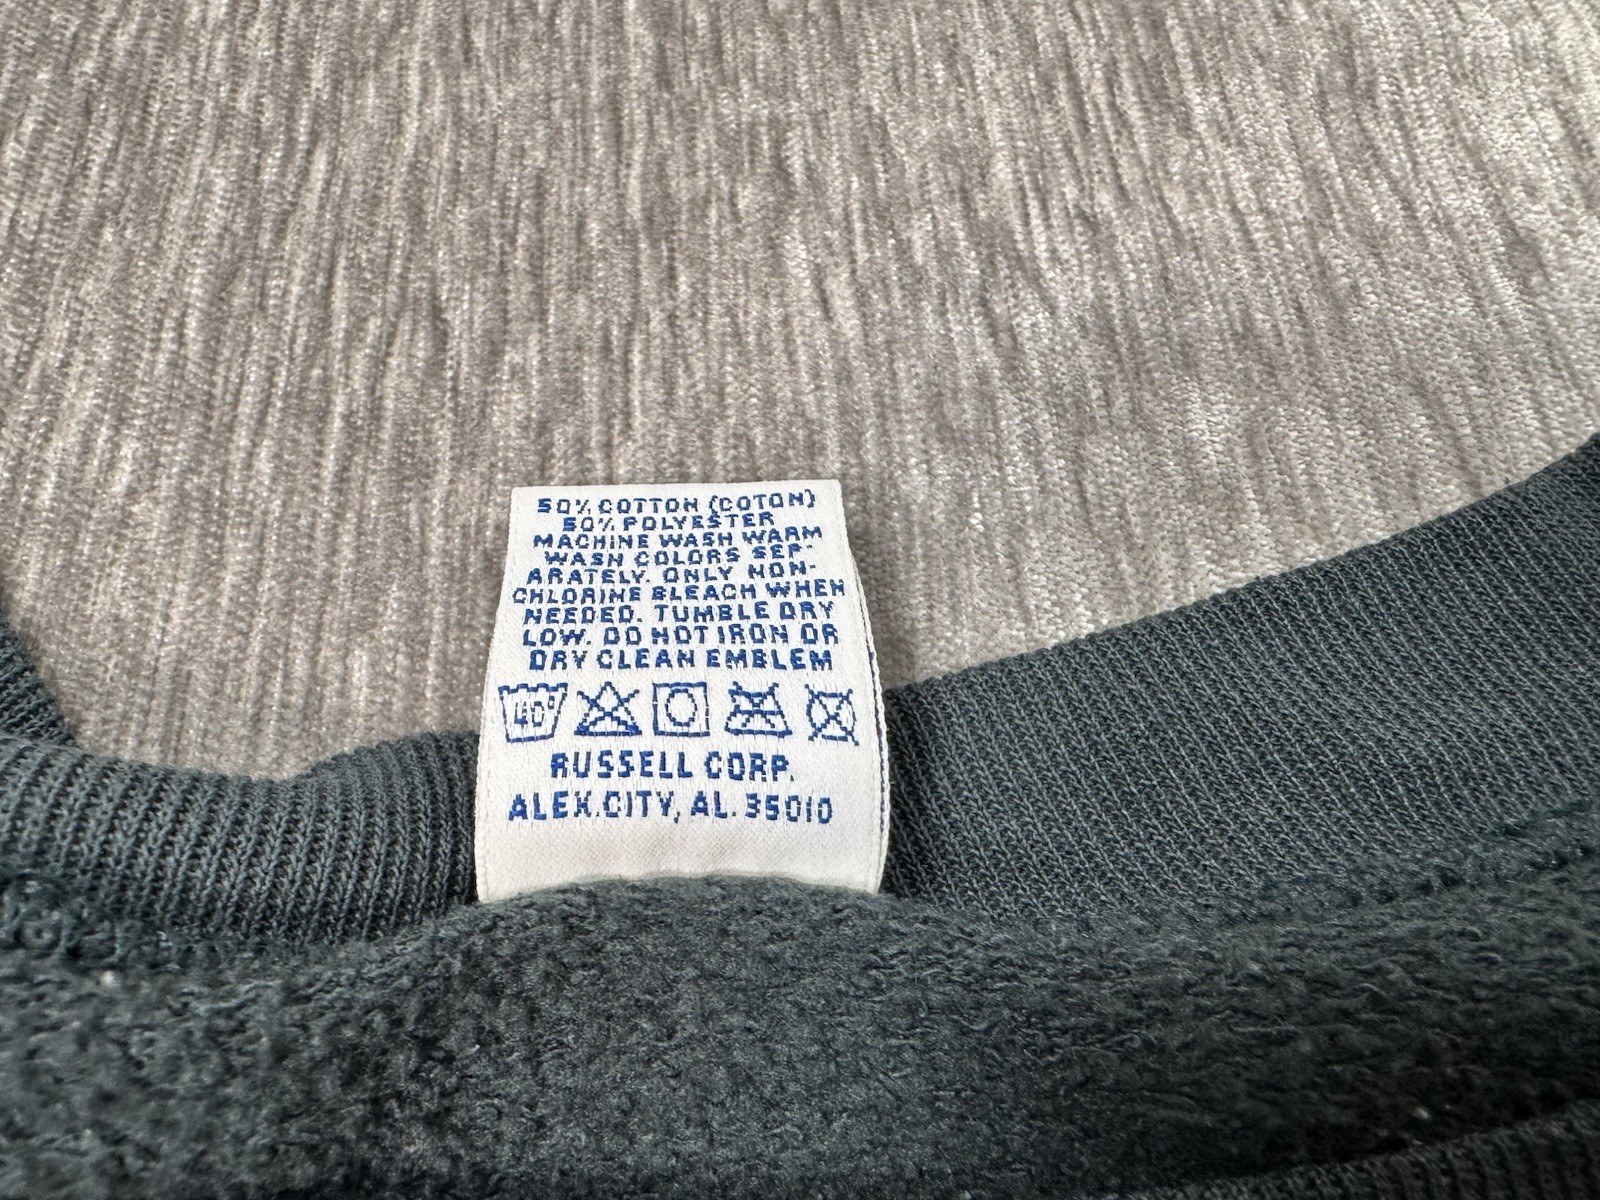 50% COTTON (COTON)
50% POLYESTER
MACHINE WASH WARM
WASH COLORS SEP-
ARATELY. ONLY NON-
CHLORINE BLEACH WHEN
NEEDED. TUMBLE DRY
LOW. DO NOT IRON OR
DRY CLEAN EMBLEM
40°
RUSSELL CORP.
ALEX.CITY, AL. 35010